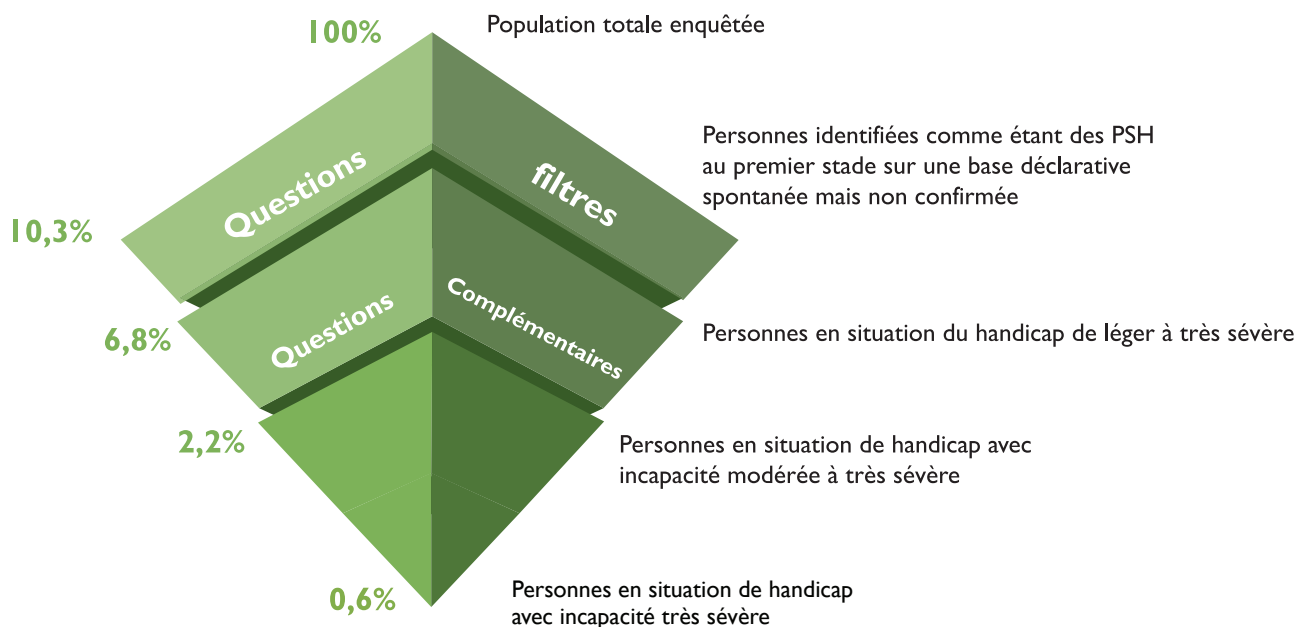 100%
Population totale enquêtée
Personnes identifiées comme étant des PSH
au premier stade sur une base déclarative
spontanée mais non confirmée
Questions
filtres
10,3%
Questions
Complémentaires
6,8%
Personnes en situation du handicap de léger à très sévère
2,2%
Personnes en situation de handicap avec
incapacité modérée à très sévère
0,6%
Personnes en situation de handicap
avec incapacité très sévère